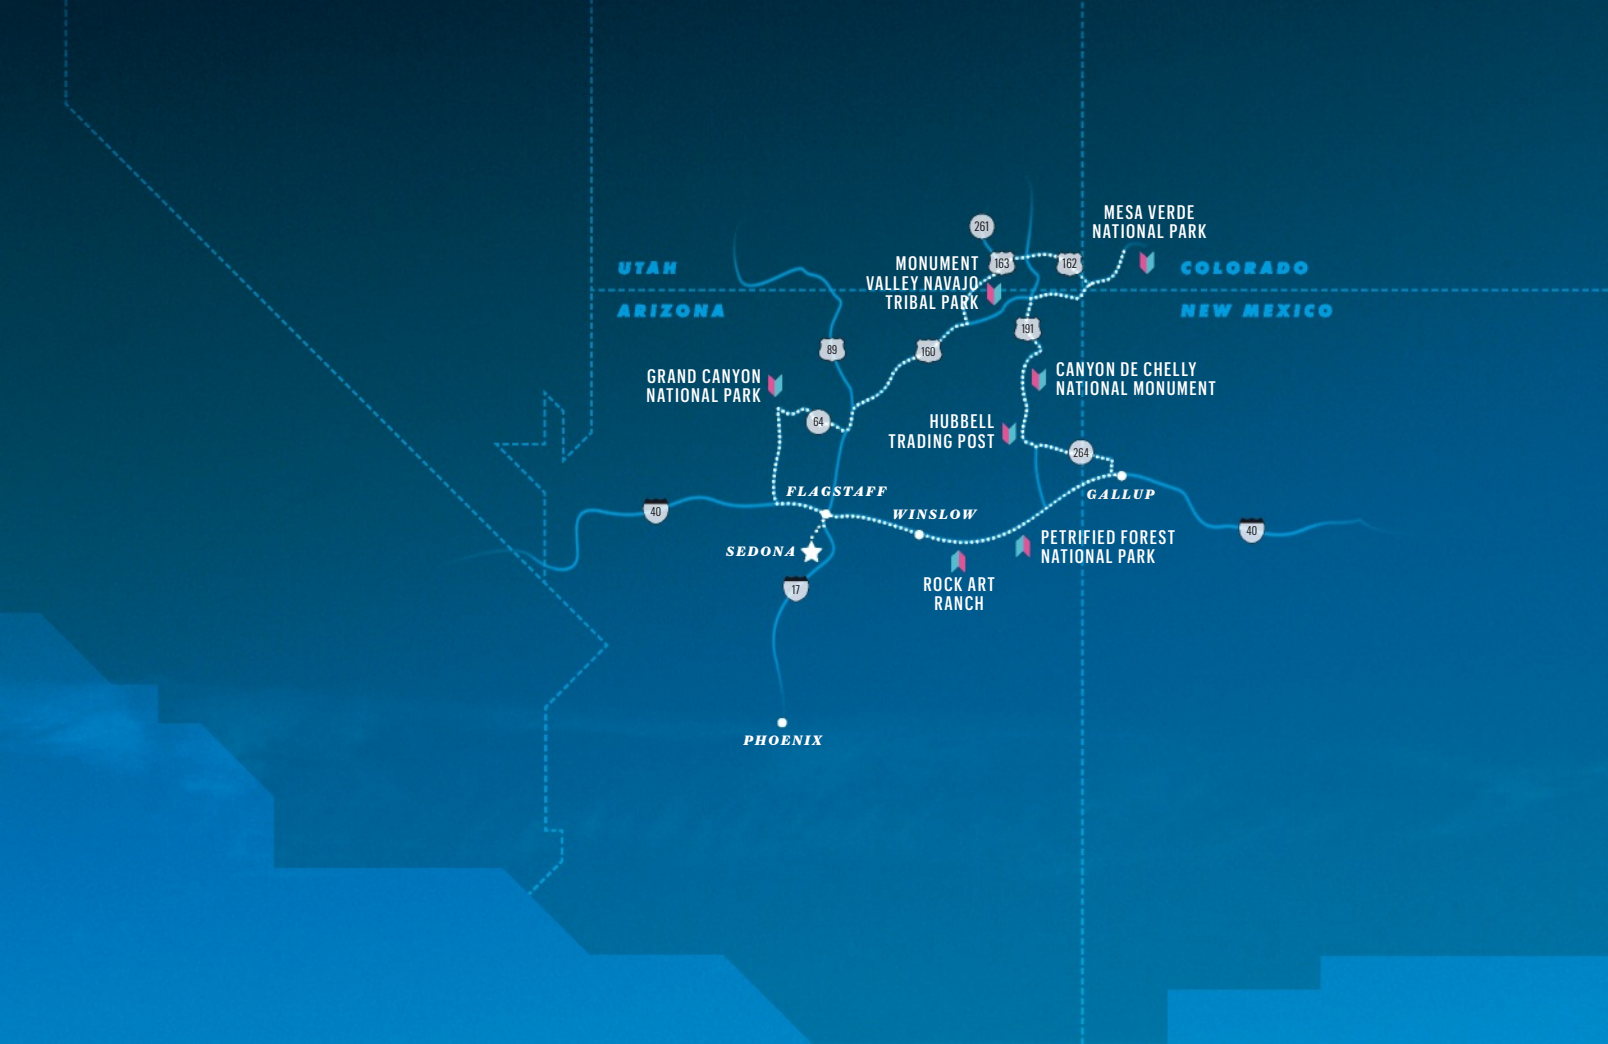 MESA VERDE
NATIONAL PARK
261
163
162
MONUMENT
VALLEY NAVAJO
TRIBAL PARK
UTAH
COLORADO
ARIZONA
NEW MEXICO
191
89
160
GRAND CANYON
NATIONAL PARK
CANYON DE CHELLY
NATIONAL MONUMENT
64
HUBBELL
TRADING POST
264
FLAGSTAFF
GALLUP
40
WINSLOW
40
SEDONA
PETRIFIED FOREST
NATIONAL PARK
17
ROCK ART
RANCH
PHOENIX